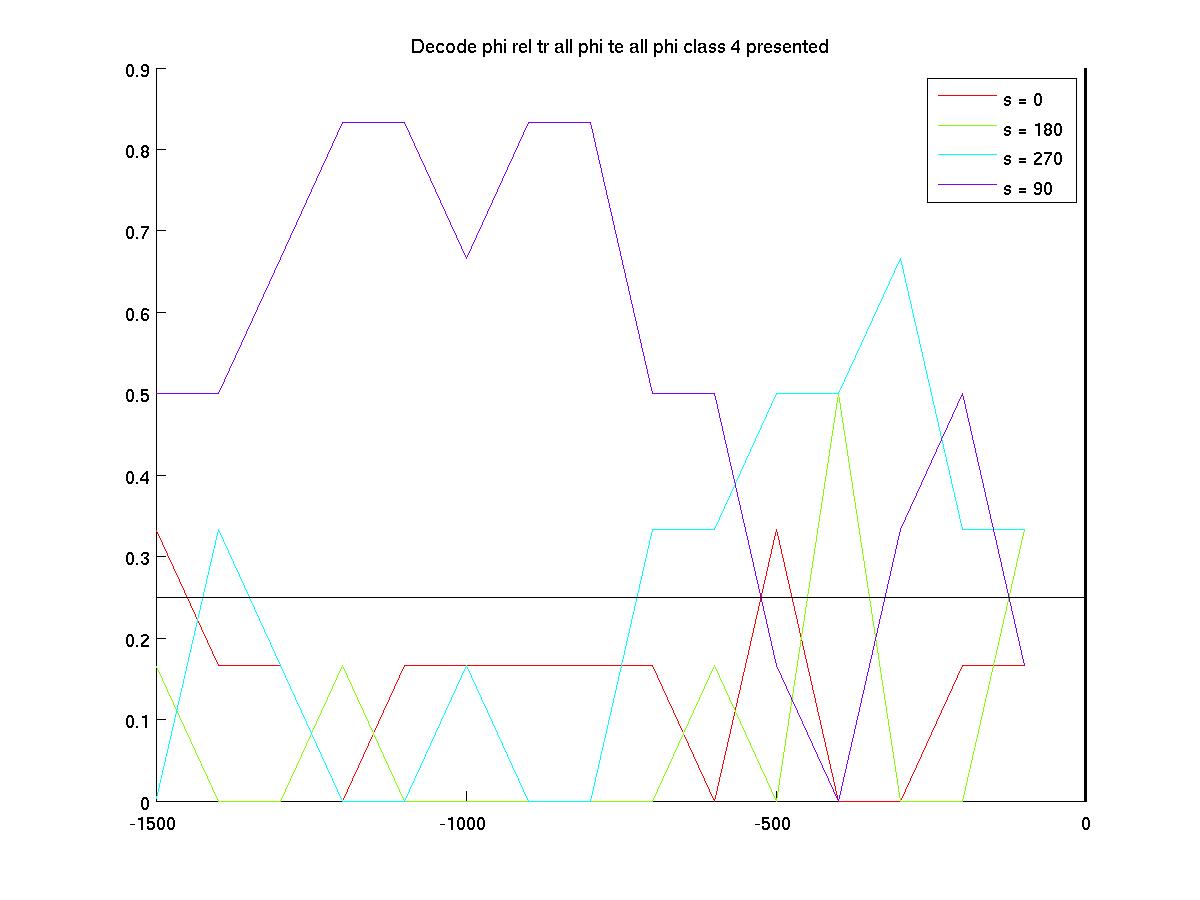 Decode phi rel tr all phi te all phi class 4 presented
0.9
0.8
0.7
0.6
0.5
0.4
0.3
0.2
0.1
0
-1500
-1000
-500
0
s = 0
s = 180
s = 270
s = 90